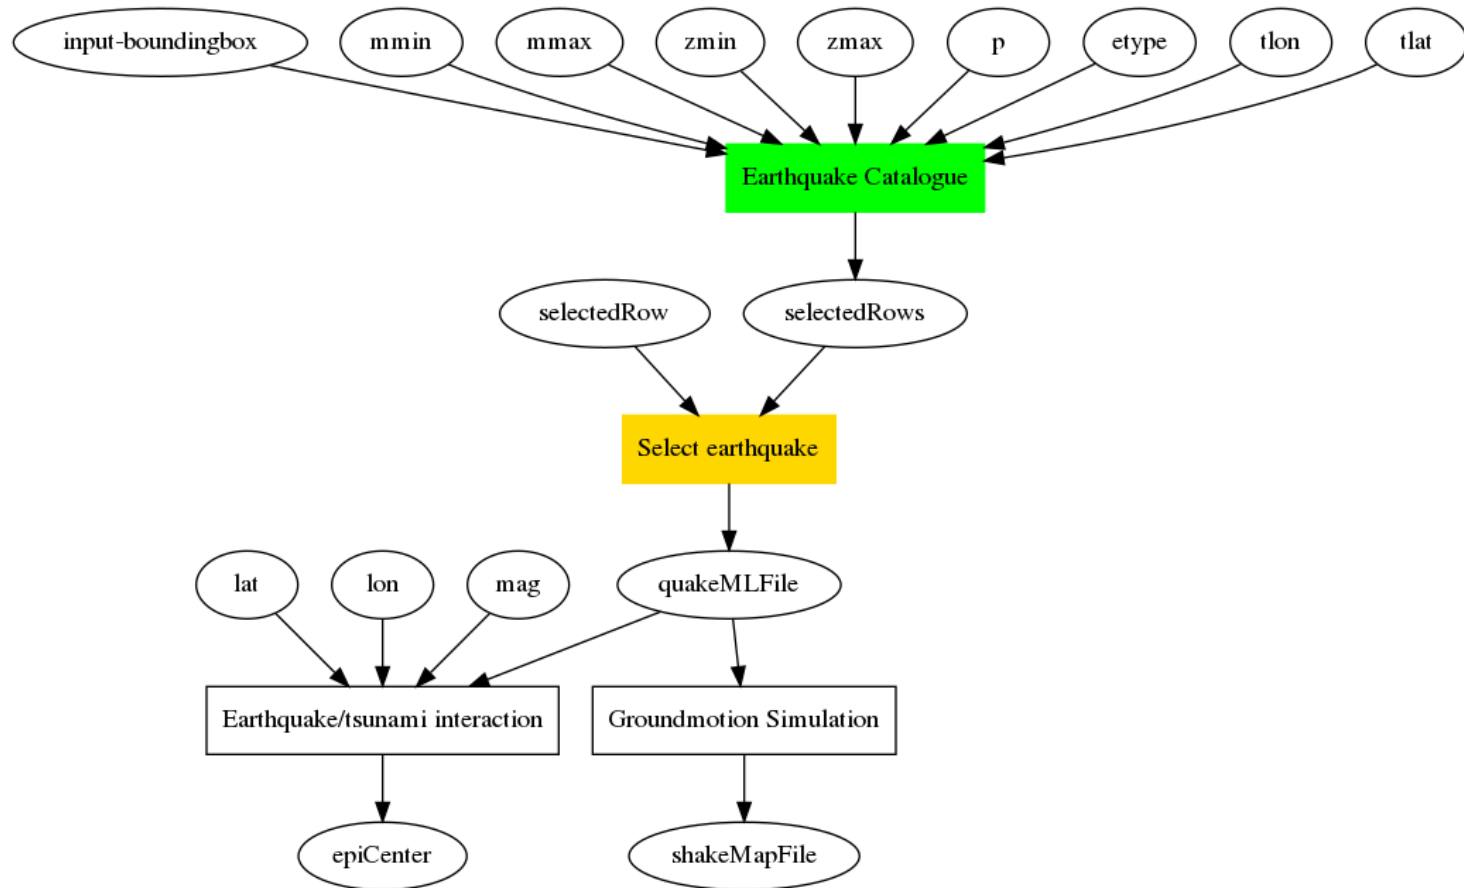 input-boundingbox
mmin
mmax
zmin
zmax
p
etype
tlon
tlat
Earthquake Catalogue
selectedRow
selectedRows
Select earthquake
lat
lon
mag
quakeMLFile
Earthquake/tsunami interaction
Groundmotion Simulation
epiCenter
shakeMapFile